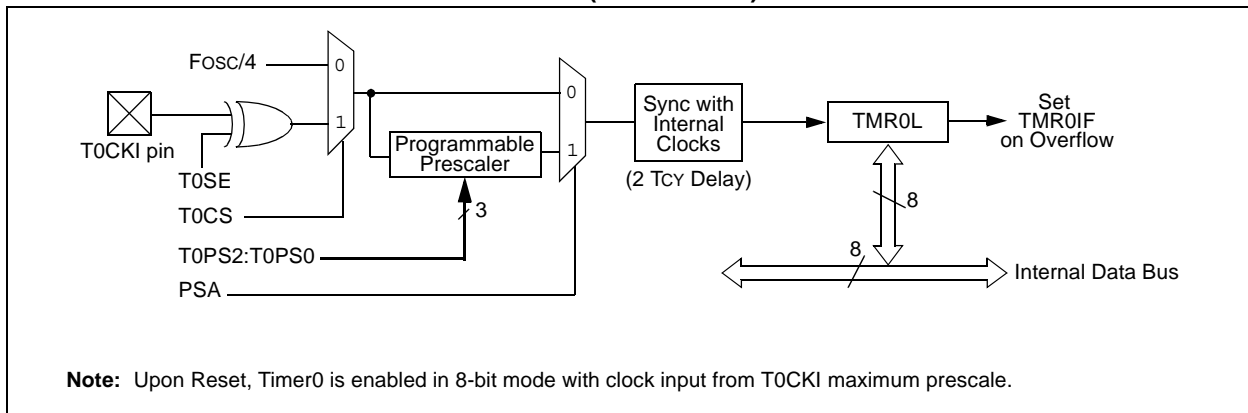 FOSC/4
0
1
T0CKI pin
T0SE
T0CS
T0PS2:T0PS0
PSA
Programmable
Prescaler
3
0
1
Sync with
Internal
Clocks
(2 TCY Delay)
TMR0L
Set
TMR0IF
on Overflow
8
8
Internal Data Bus
Note: Upon Reset, Timer0 is enabled in 8-bit mode with clock input from T0CKI maximum prescale.